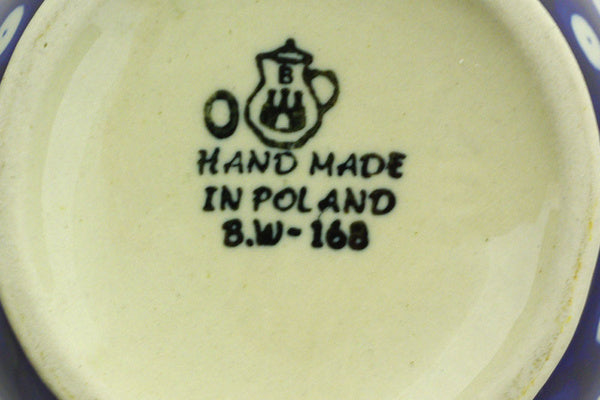 B
O
HAND MADE
IN POLAND
B.W-168